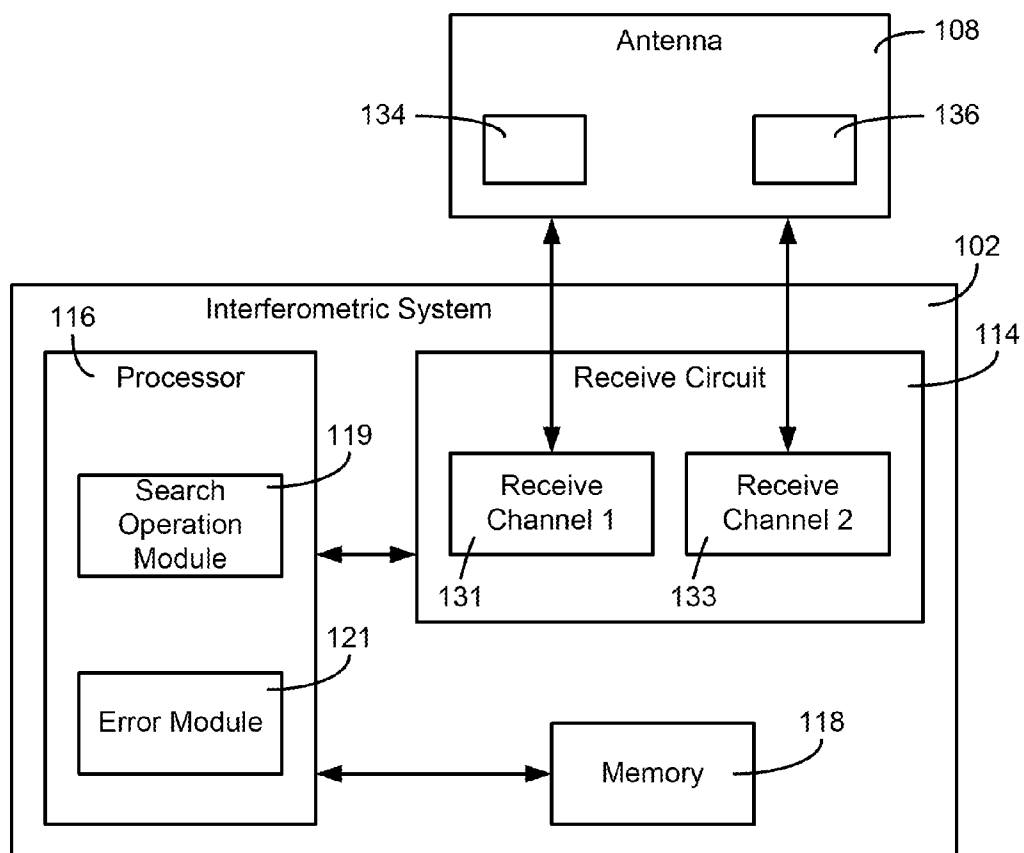 Antenna
108
134
136
102
Interferometric System
116
114
Processor
Receive Circuit
119
Search
Operation
Module
Receive
Channel 1
Receive
Channel 2
131
133
121
Error Module
118
Memory